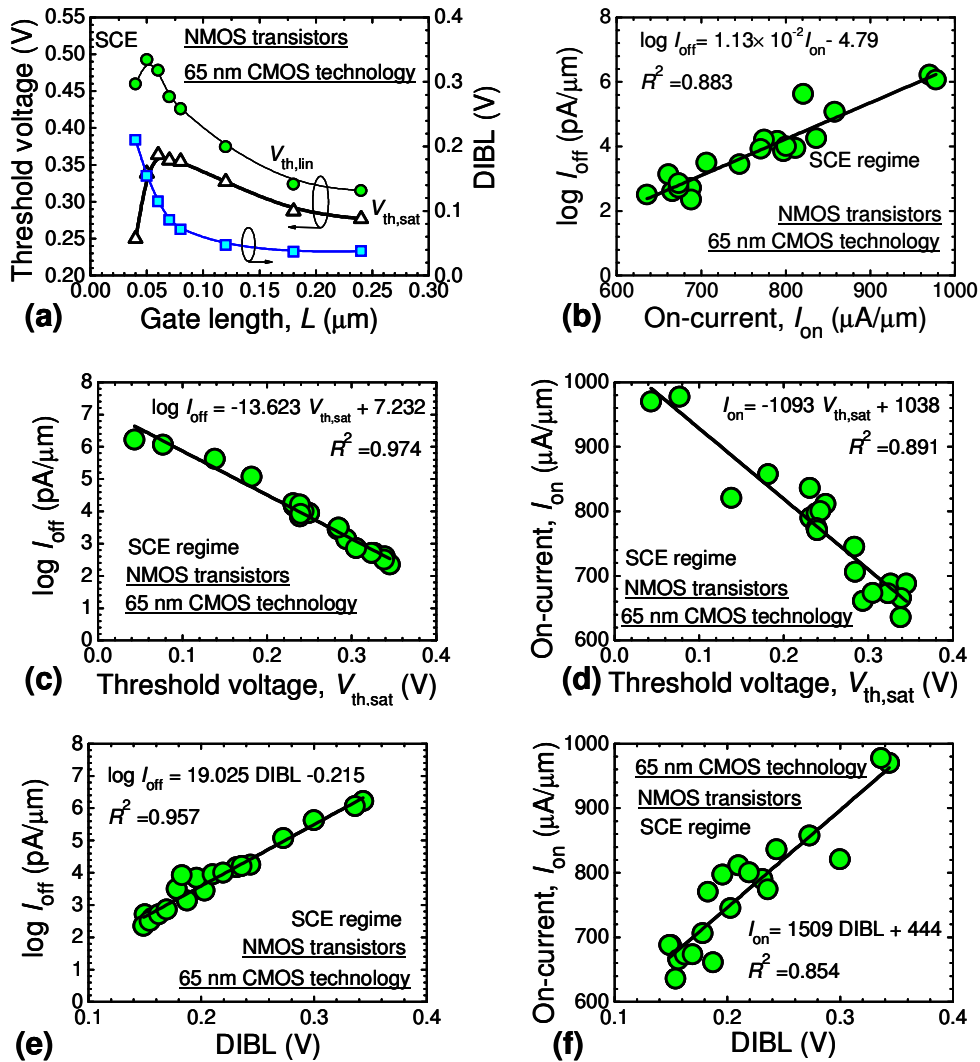 0.55
0.50
0.45
0.40
0.35
0.30
0.25
0.20
Threshold voltage (V)
SCE
NMOS transistors
65 nm CMOS technology
Vth,lin
Vth,sat
0.4
0.3
0.2
0.1
0.0
DIBL (V)
0.00 0.05 0.10 0.15 0.20 0.25 0.30
(a)
Gate length, L (μm)
8
6
4
2
0
log Ioff (pA/μm)
log Ioff = 1.13× 10-2Ion - 4.79
R2 =0.883
SCE regime
NMOS transistors
65 nm CMOS technology
600 700 800 900 1000
(b)
On-current, Ion (μA/μm)
8
7
6
5
4
3
2
1
0
log Ioff (pA/μm)
log Ioff = -13.623 Vth,sat + 7.232
R2 =0.974
SCE regime
NMOS transistors
65 nm CMOS technology
0.0 0.1 0.2 0.3 0.4
(c)
Threshold voltage, Vth,sat (V)
1000
900
800
700
600
On-current, Ion (μA/μm)
Ion= -1093 Vth,sat + 1038
R2 =0.891
SCE regime
NMOS transistors
65 nm CMOS technology
0.0 0.1 0.2 0.3 0.4
(d)
Threshold voltage, Vth,sat (V)
8
7
6
5
4
3
2
1
0
log Ioff (pA/μm)
log Ioff = 19.025 DIBL -0.215
R2 =0.957
SCE regime
NMOS transistors
65 nm CMOS technology
0.1 0.2 0.3 0.4
(e)
DIBL (V)
1000
900
800
700
600
On-current, Ion (μA/μm)
65 nm CMOS technology
NMOS transistors
SCE regime
Ion= 1509 DIBL + 444
R2 =0.854
0.1 0.2 0.3 0.4
(f)
DIBL (V)